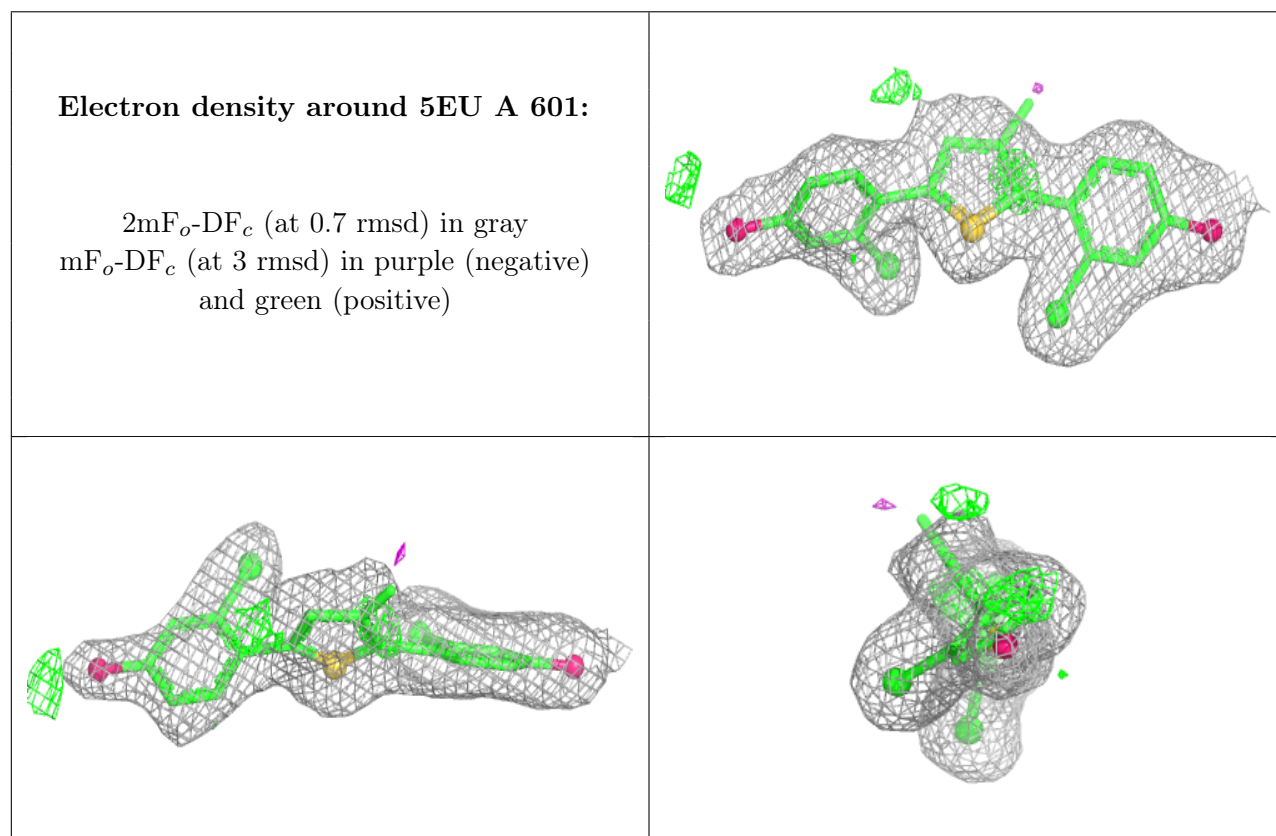 Electron density around 5EU A 601:
2mFₒ-DF𝑐 (at 0.7 rmsd) in gray
mFₒ-DF𝑐 (at 3 rmsd) in purple (negative)
and green (positive)